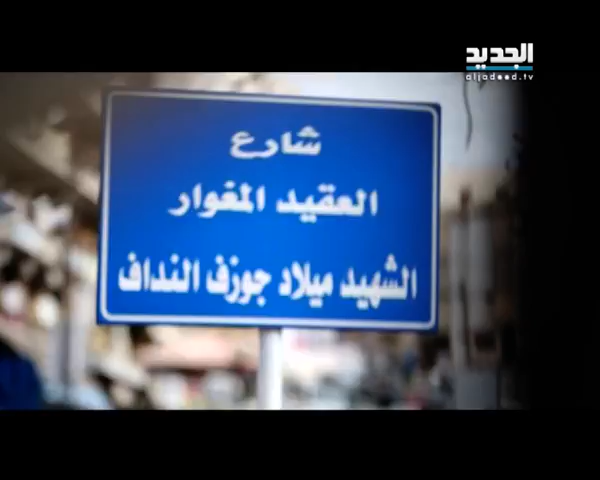 الجديد
aljadeed.tv
شارع
العقيد المغوار
الشهيد ميلاد جوزف النداف